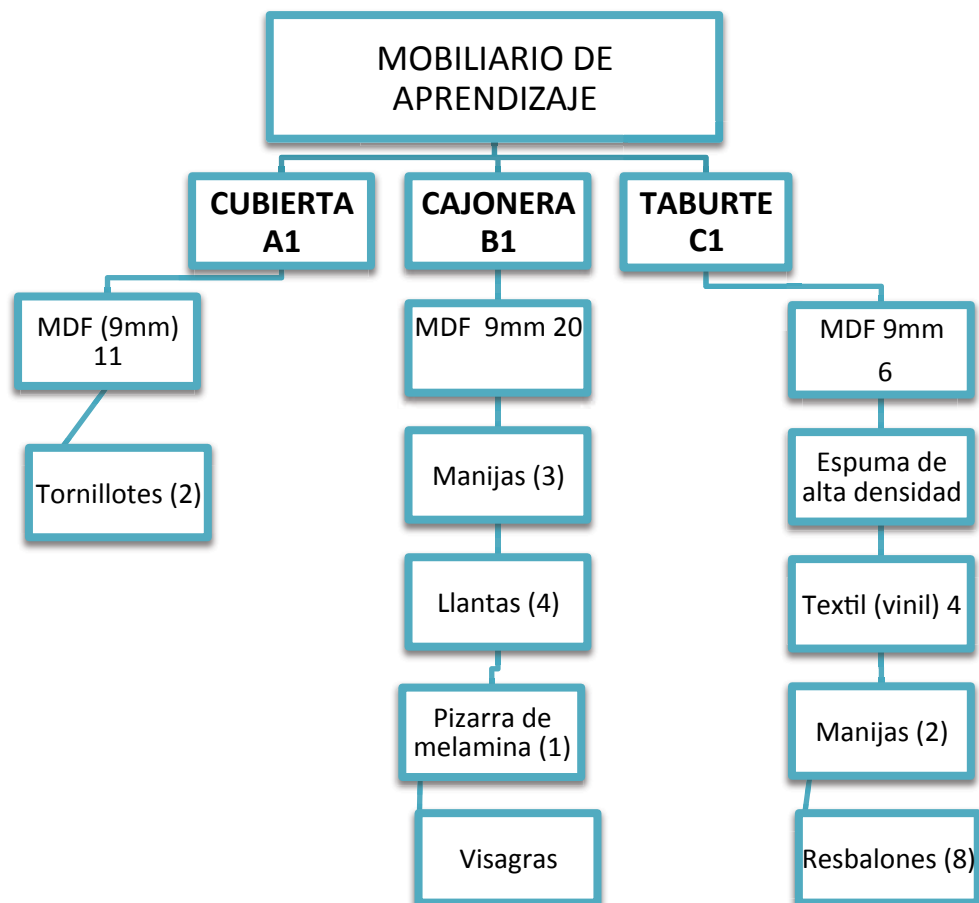 MOBILIARIO DE
APRENDIZAJE
CUBIERTA
A1
MDF (9mm)
11
Tornillotes (2)
CAJONERA
B1
MDF 9mm 20
Manijas (3)
Llantas (4)
Pizarra de
melamina (1)
Visagras
TABURTE
C1
MDF 9mm
6
Espuma de
alta densidad
Textil (vinil) 4
Manijas (2)
Resbalones (8)